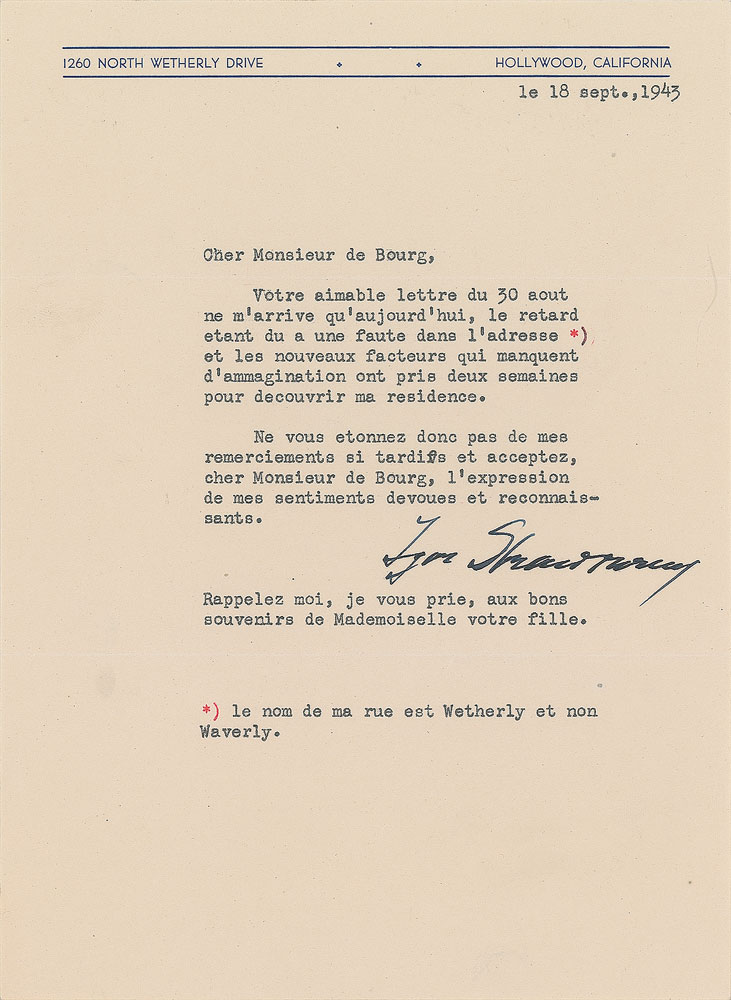 1260 NORTH WETHERLY DRIVE HOLLYWOOD, CALIFORNIA
le 18 sept.,1943
Cher Monsieur de Bourg,
Votre aimable lettre du 30 aout
ne m'arrive qu'aujourd'hui, le retard
etant du a une faute dans l'adresse *)
et les nouveaux facteurs qui manquent
d'ammagination ont pris deux semaines
pour decouvrir ma residence.
Ne vous etonnez donc pas de mes
remerciements si tardifs et acceptez,
cher Monsieur de Bourg, l'expression
de mes sentiments devoues et reconnais-
sants.
Igor Strawinsky
Rappelez moi, je vous prie, aux bons
souvenirs de Mademoiselle votre fille.
*) le nom de ma rue est Wetherly et non
Waverly.